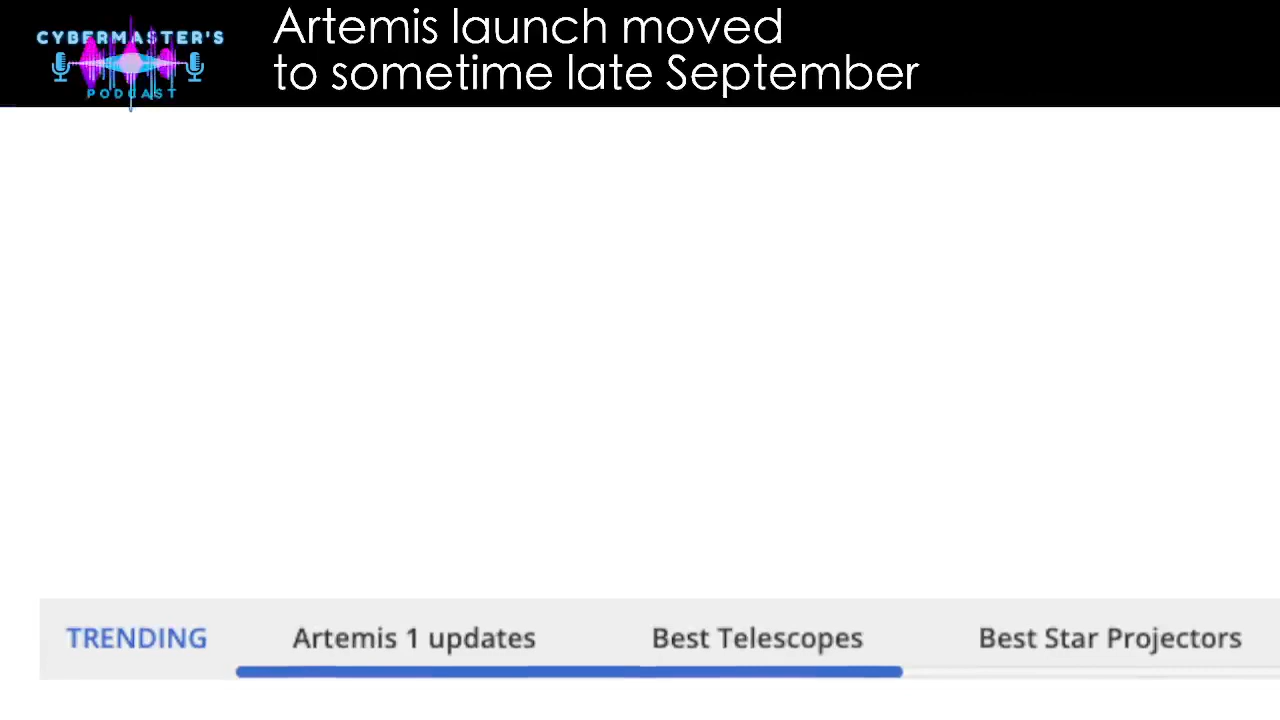 CYBERMASTER'S
PODCAST
Artemis launch moved
to sometime late September
TRENDING Artemis 1 updates Best Telescopes Best Star Projectors